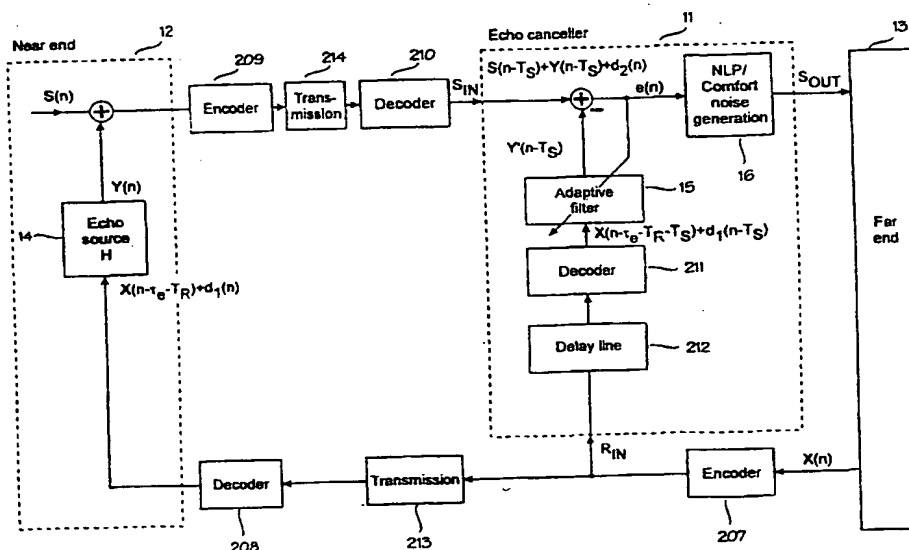 12
11
13
Near end
Echo canceller
209
214
210
S(n)
Encoder
Trans-
mission
Decoder
S_IN
S(n-T_S)+Y(n-T_S)+d_2(n)
e(n)
NLP/
Comfort
noise
generation
S_OUT
16
Y(n)
Y'(n-T_S)
14
Echo
source
H
Adaptive
filter
15
X(n-τ_e-T_R)+d_1(n)
X(n-τ_e-T_R-T_S)+d_1(n-T_S)
Decoder
211
Delay line
212
Far
end
R_IN
X(n)
Decoder
Transmission
Encoder
208
213
207